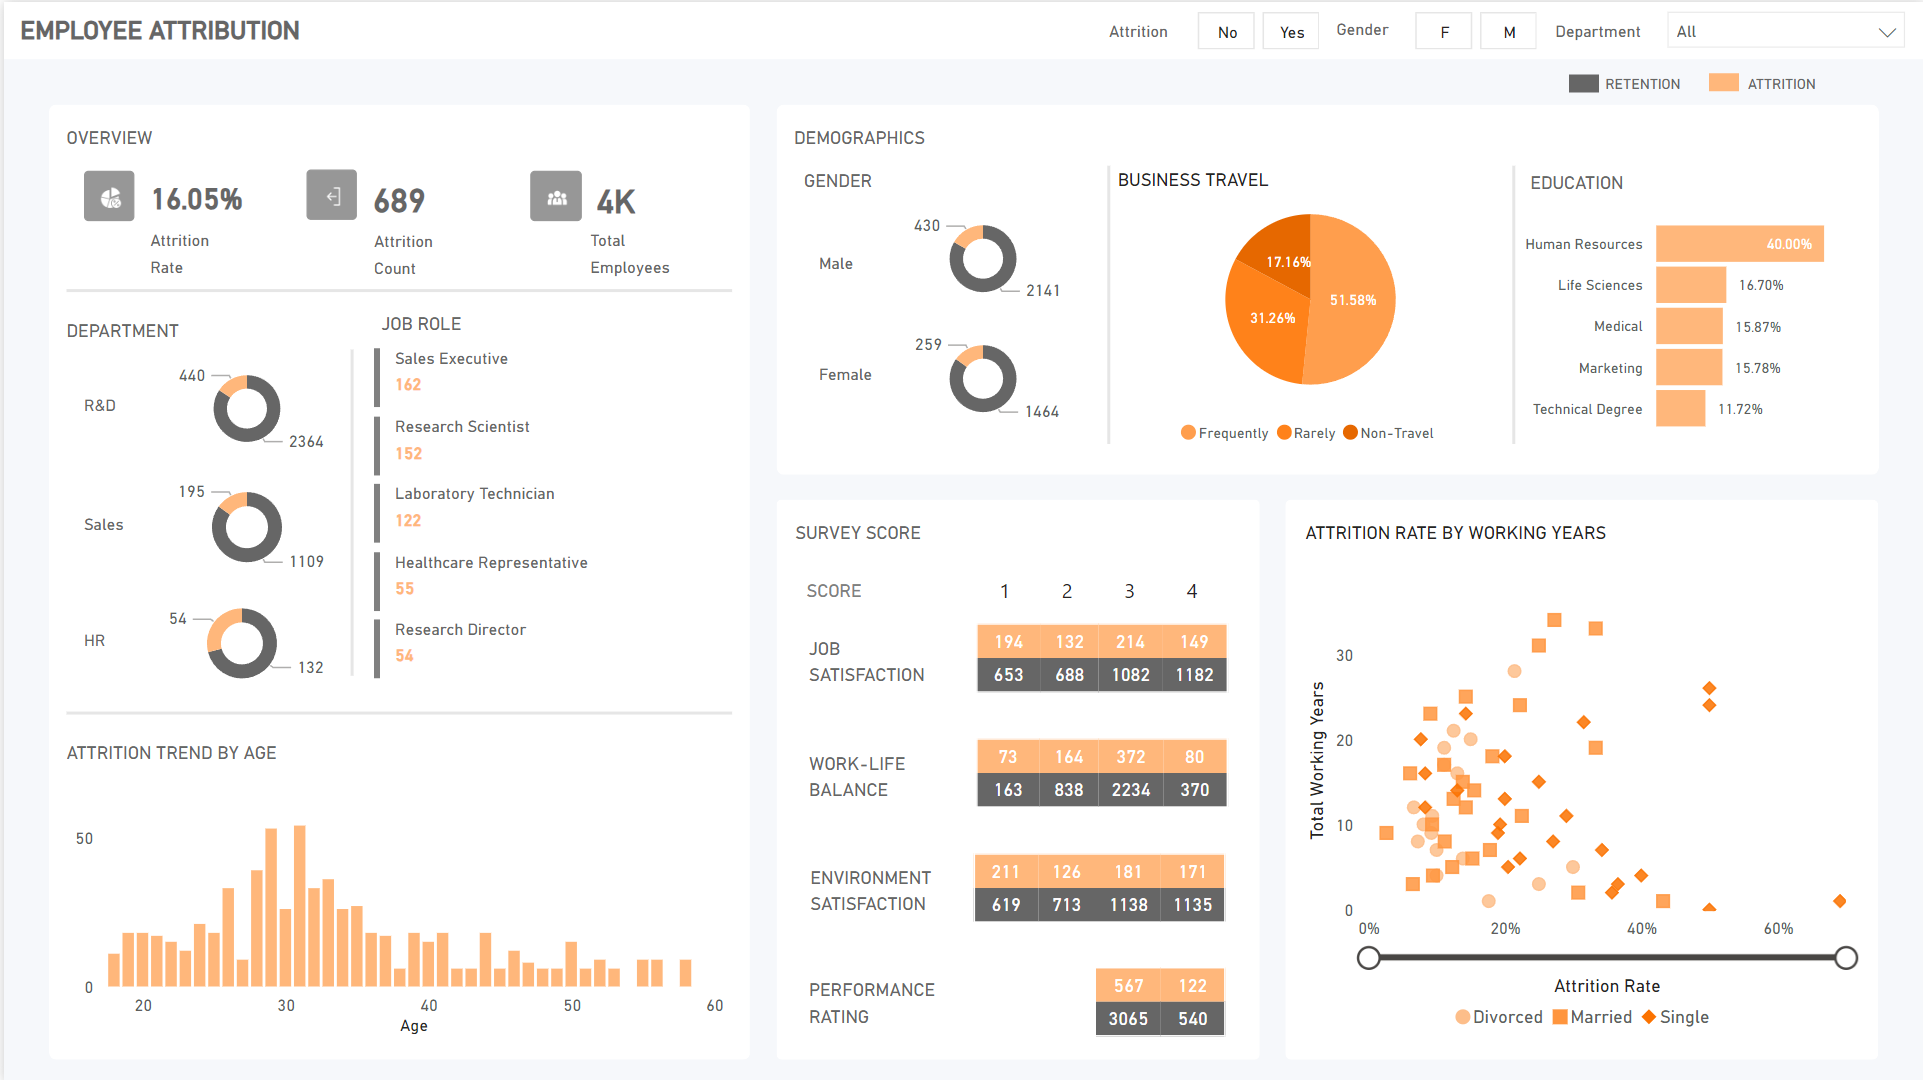 EMPLOYEE ATTRIBUTION
Attrition
No
Yes
Gender
F
M
Department
All
RETENTION
ATTRITION
OVERVIEW
16.05%
Attrition
Rate
689
Attrition
Count
4K
Total
Employees
DEPARTMENT
R&D
440
2364
Sales
195
1109
HR
54
132
JOB ROLE
Sales Executive
162
Research Scientist
152
Laboratory Technician
122
Healthcare Representative
55
Research Director
54
ATTRITION TREND BY AGE
50
0
20 30 40 50 60
Age
DEMOGRAPHICS
GENDER
Male
430
2141
Female
259
1464
BUSINESS TRAVEL
17.16%
51.58%
31.26%
Frequently Rarely Non-Travel
EDUCATION
Human Resources 40.00%
Life Sciences 16.70%
Medical 15.87%
Marketing 15.78%
Technical Degree 11.72%
SURVEY SCORE
SCORE 1 2 3 4
JOB
SATISFACTION
194 132 214 149
653 688 1082 1182
WORK-LIFE
BALANCE
73 164 372 80
163 838 2234 370
ENVIRONMENT
SATISFACTION
211 126 181 171
619 713 1138 1135
PERFORMANCE
RATING
567 122
3065 540
ATTRITION RATE BY WORKING YEARS
Total Working Years
30
20
10
0
0% 20% 40% 60%
Attrition Rate
Divorced Married Single